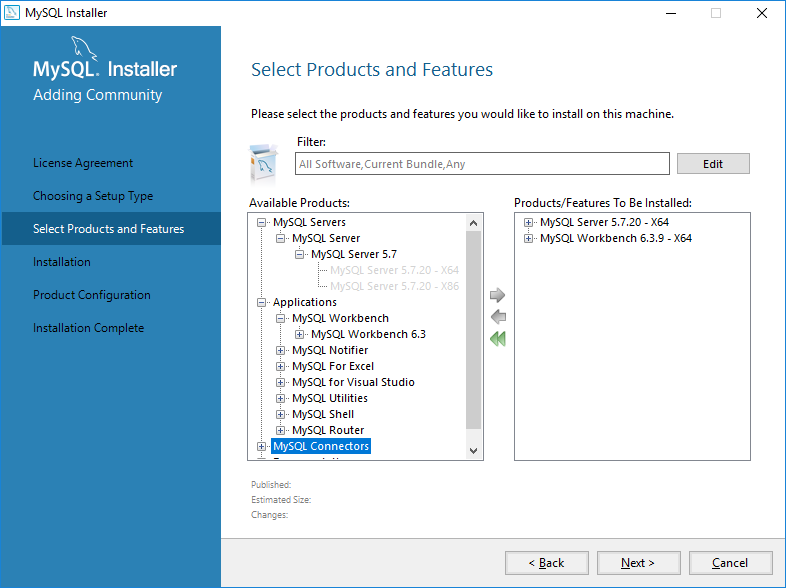 MySQL Installer
MySQL. Installer
Adding Community
License Agreement
Choosing a Setup Type
Select Products and Features
Installation
Product Configuration
Installation Complete
Select Products and Features
Please select the products and features you would like to install on this machine.
Filter:
All Software,Current Bundle,Any
Edit
Available Products:
MySQL Servers
MySQL Server
MySQL Server 5.7
MySQL Server 5.7.20 - X64
MySQL Server 5.7.20 - X86
Applications
MySQL Workbench
MySQL Workbench 6.3
MySQL Notifier
MySQL For Excel
MySQL for Visual Studio
MySQL Utilities
MySQL Shell
MySQL Router
MySQL Connectors
Products/Features To Be Installed:
MySQL Server 5.7.20 - X64
MySQL Workbench 6.3.9 - X64
Published:
Estimated Size:
Changes:
< Back
Next >
Cancel